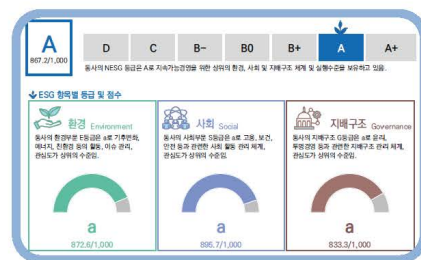 A
867.2/1,000
D C B- B0 B+ A A+
동사의 NESG 등급은 A로 지속가능경영을 위한 상위의 환경, 사회 및 지배구조 체계 및 실행수준을 보유하고 있음.
ESG 항목별 등급 및 점수
환경 Environment
동사의 환경부문 E등급은 a로 기후변화,
에너지, 친환경 등의 활동, 이슈 관리,
관심도가 상위의 수준임.
a
872.6/1,000
사회 Social
동사의 사회부문 S등급은 a로 고용, 보건,
안전 등과 관련한 사회 활동 관리 체계,
관심도가 상위의 수준임.
a
895.7/1,000
지배구조 Governance
동사의 지배구조 G등급은 a로 윤리,
투명경영 등과 관련한 지배구조 관리 체계,
관심도가 상위의 수준임.
a
833.3/1,000